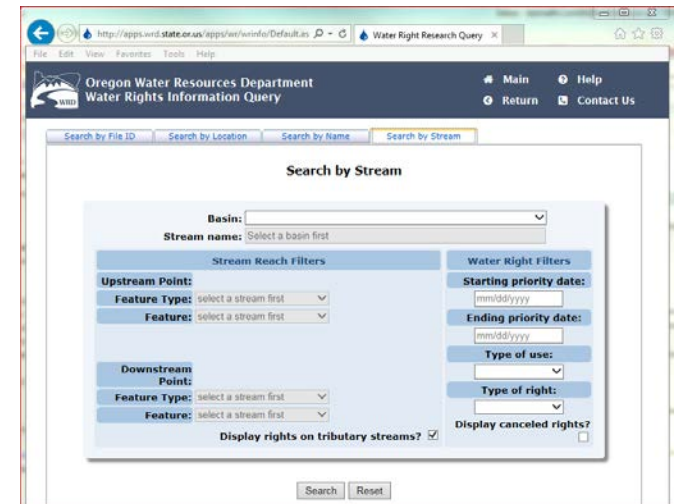 http://apps.wrd.state.or.us/apps/wr/wrinfo/Default.as
Water Right Research Query
File Edit View Favorites Tools Help
WRD
Oregon Water Resources Department
Water Rights Information Query
Main Help
Return Contact Us
Search by File ID Search by Location Search by Name Search by Stream
Search by Stream
Basin:
Stream name: Select a basin first
Stream Reach Filters
Upstream Point:
Feature Type: select a stream first
Feature: select a stream first
Downstream
Point:
Feature Type: select a stream first
Feature: select a stream first
Display rights on tributary streams?
Water Right Filters
Starting priority date:
mm/dd/yyyy
Ending priority date:
mm/dd/yyyy
Type of use:
Type of right:
Display canceled rights?
Search Reset